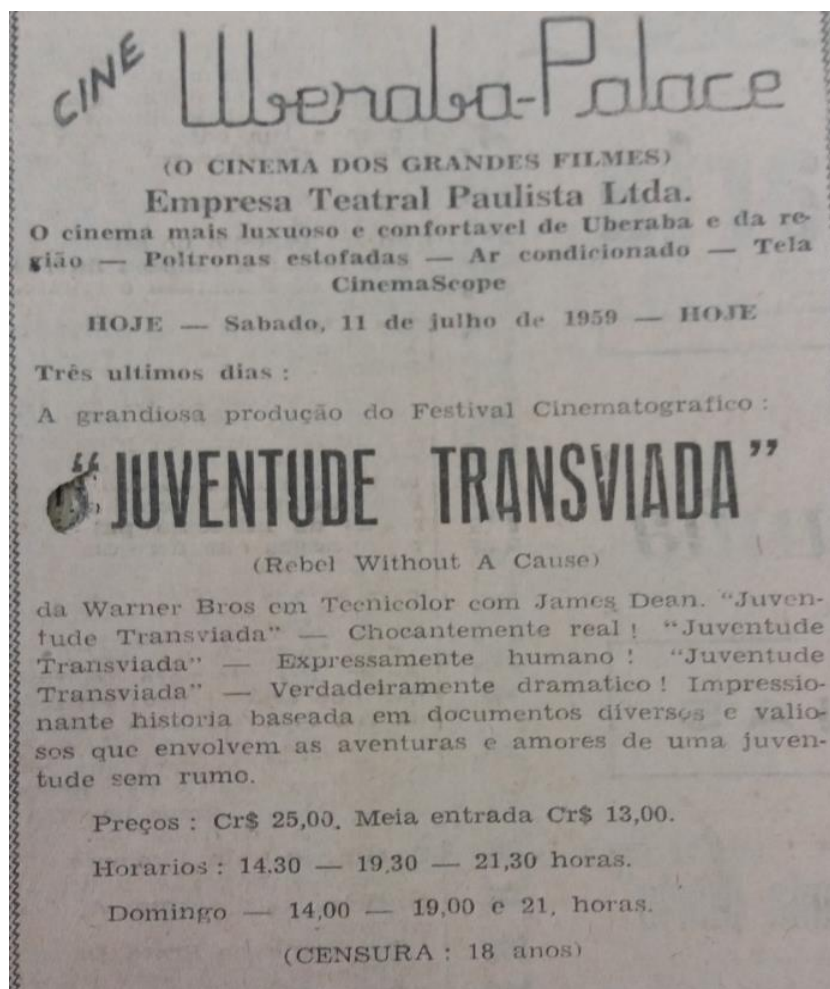 CINE Uberaba-Palace
(O CINEMA DOS GRANDES FILMES)
Empresa Teatral Paulista Ltda.
O cinema mais luxuoso e confortavel de Uberaba e da re-
gião — Poltronas estofadas — Ar condicionado — Tela
CinemaScope
HOJE — Sabado, 11 de julho de 1959 — HOJE
Três ultimos dias :
A grandiosa produção do Festival Cinematografico :
"JUVENTUDE TRANSVIADA"
(Rebel Without A Cause)
da Warner Bros em Tecnicolor com James Dean. "Juven-
tude Transviada" — Chocantemente real ! "Juventude
Transviada" — Expressamente humano ! "Juventude
Transviada" — Verdadeiramente dramatico ! Impressio-
nante historia baseada em documentos diversos e valio-
sos que envolvem as aventuras e amores de uma juven-
tude sem rumo.
Preços : Cr$ 25,00. Meia entrada Cr$ 13,00.
Horarios : 14.30 — 19,30 — 21,30 horas.
Domingo — 14,00 — 19,00 e 21, horas.
(CENSURA : 18 anos)